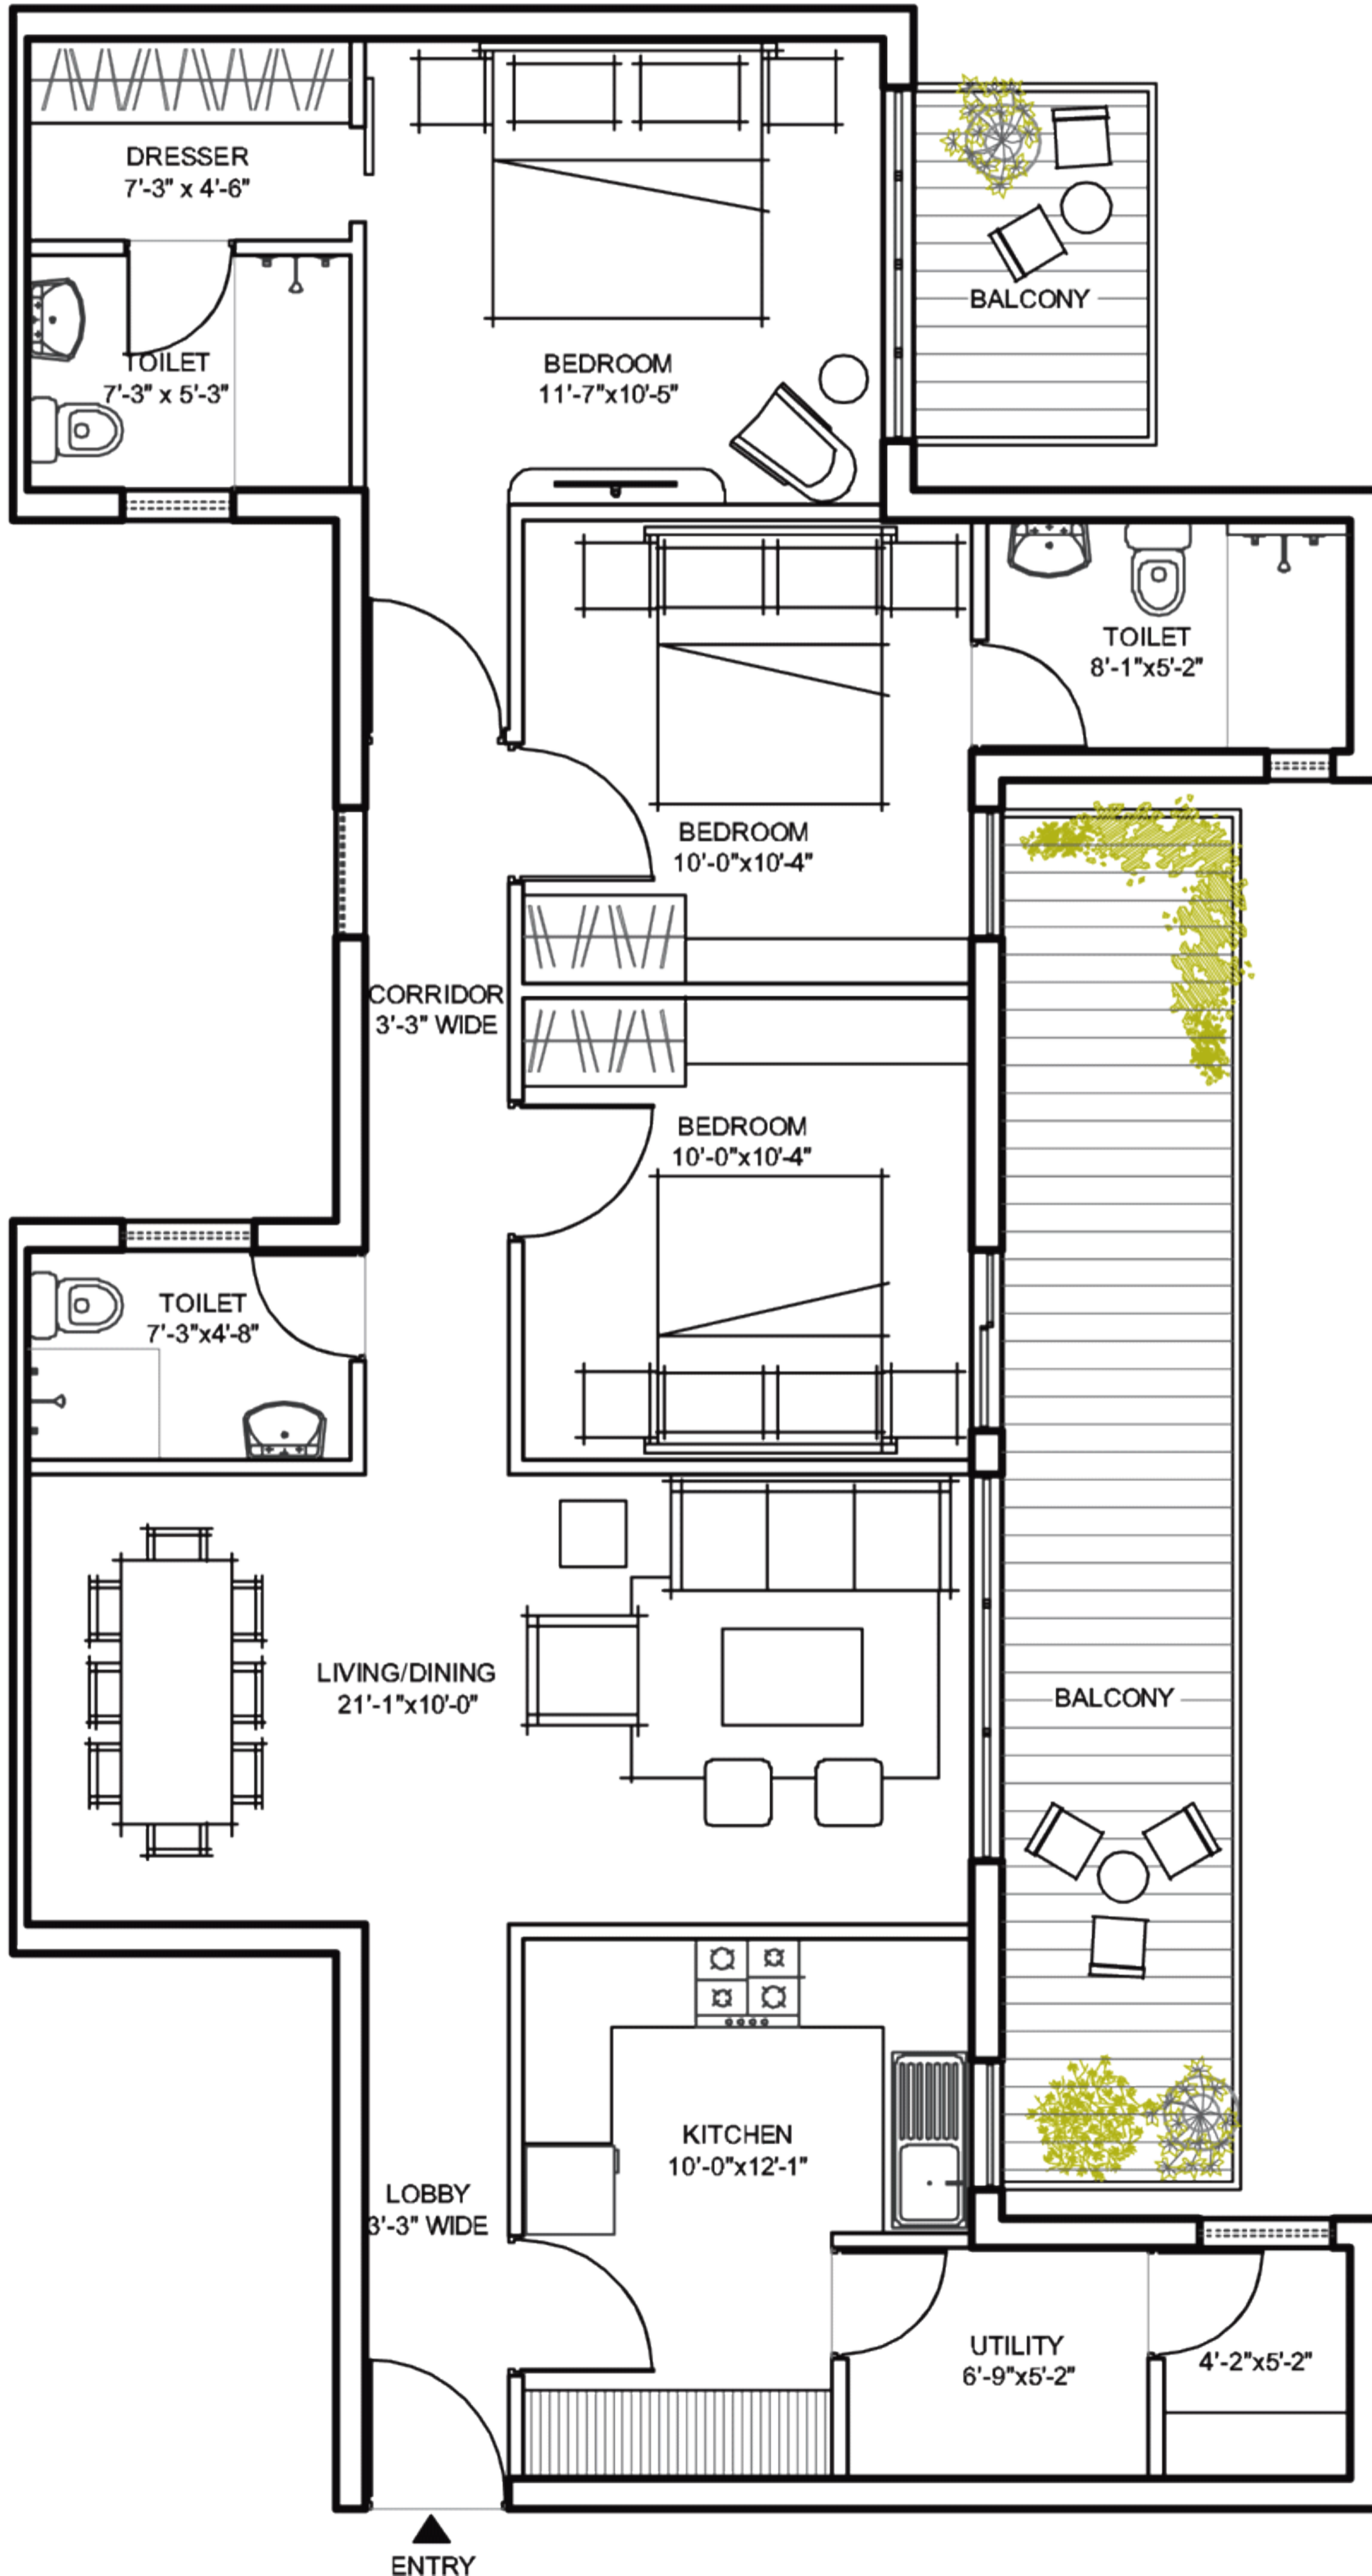 DRESSER
7'-3" x 4'-6"
BALCONY
TOILET
7'-3" x 5'-3"
BEDROOM
11'-7"x10'-5"
TOILET
8'-1"x5'-2"
BEDROOM
10'-0"x10'-4"
CORRIDOR
3'-3" WIDE
BEDROOM
10'-0"x10'-4"
TOILET
7'-3"x4'-8"
LIVING/DINING
21'-1"x10'-0"
BALCONY
KITCHEN
10'-0"x12'-1"
LOBBY
3'-3" WIDE
UTILITY
6'-9"x5'-2"
4'-2"x5'-2"
ENTRY